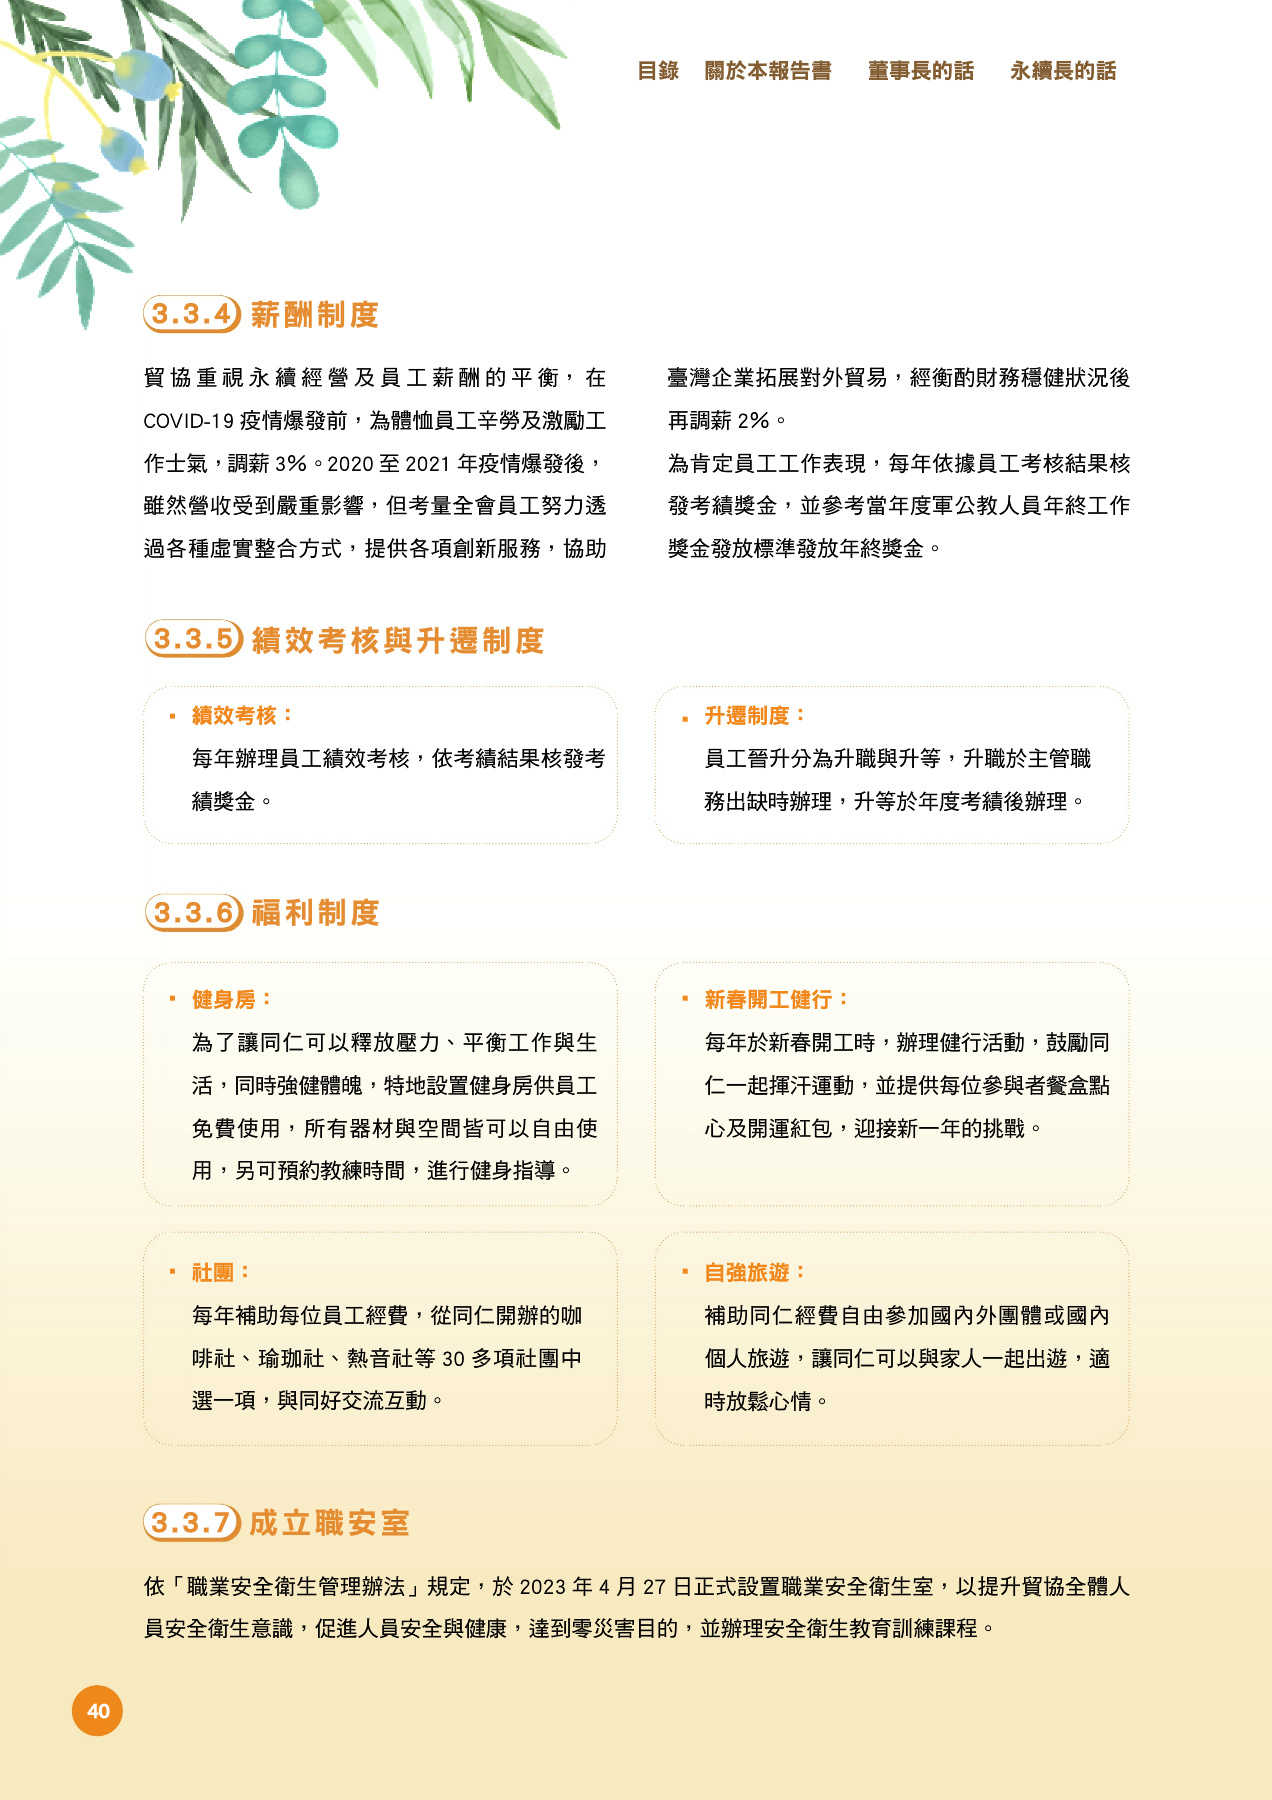 目錄 關於本報告書 董事長的話 永續長的話
3.3.4 薪酬制度
貿協重視永續經營及員工薪酬的平衡，在
COVID-19 疫情爆發前，為體恤員工辛勞及激勵工
作士氣，調薪 3%。2020 至 2021 年疫情爆發後，
雖然營收受到嚴重影響，但考量全會員工努力透
過各種虛實整合方式，提供各項創新服務，協助
臺灣企業拓展對外貿易，經衡酌財務穩健狀況後
再調薪 2%。
為肯定員工工作表現，每年依據員工考核結果核
發考績獎金，並參考當年度軍公教人員年終工作
獎金發放標準發放年終獎金。
3.3.5 績效考核與升遷制度
▪ 績效考核：
每年辦理員工績效考核，依考績結果核發考
績獎金。
▪ 升遷制度：
員工晉升分為升職與升等，升職於主管職
務出缺時辦理，升等於年度考績後辦理。
3.3.6 福利制度
▪ 健身房：
為了讓同仁可以釋放壓力、平衡工作與生
活，同時強健體魄，特地設置健身房供員工
免費使用，所有器材與空間皆可以自由使
用，另可預約教練時間，進行健身指導。
▪ 新春開工健行：
每年於新春開工時，辦理健行活動，鼓勵同
仁一起揮汗運動，並提供每位參與者餐盒點
心及開運紅包，迎接新一年的挑戰。
▪ 社團：
每年補助每位員工經費，從同仁開辦的咖
啡社、瑜珈社、熱音社等 30 多項社團中
選一項，與同好交流互動。
▪ 自強旅遊：
補助同仁經費自由參加國內外團體或國內
個人旅遊，讓同仁可以與家人一起出遊，適
時放鬆心情。
3.3.7 成立職安室
依「職業安全衛生管理辦法」規定，於 2023 年 4 月 27 日正式設置職業安全衛生室，以提升貿協全體人
員安全衛生意識，促進人員安全與健康，達到零災害目的，並辦理安全衛生教育訓練課程。
40